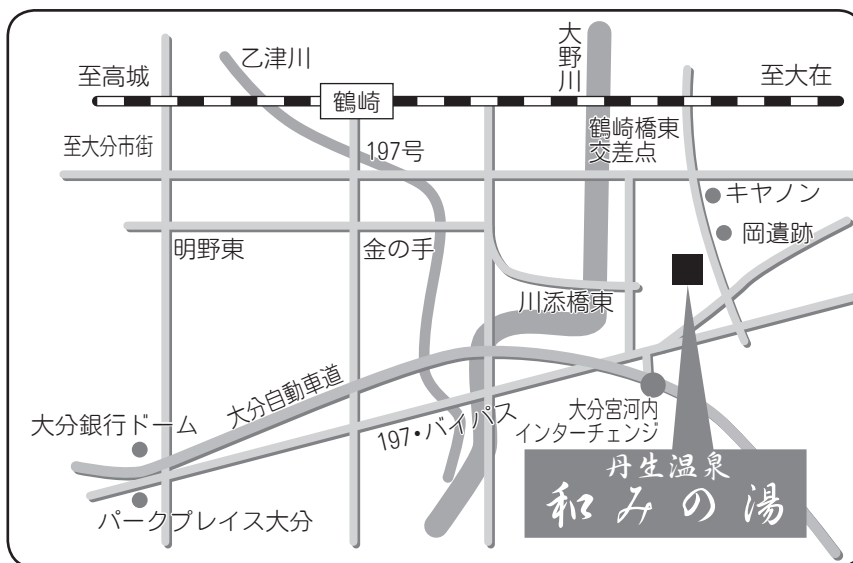 乙津川
大野川
至高城
鶴崎
至大在
至大分市街
197号
鶴崎橋東
交差点
キヤノン
岡遺跡
明野東
金の手
川添橋東
大分自動車道
大分銀行ドーム
197・バイパス
大分宮河内
インターチェンジ
パークプレイス大分
丹生温泉
和みの湯